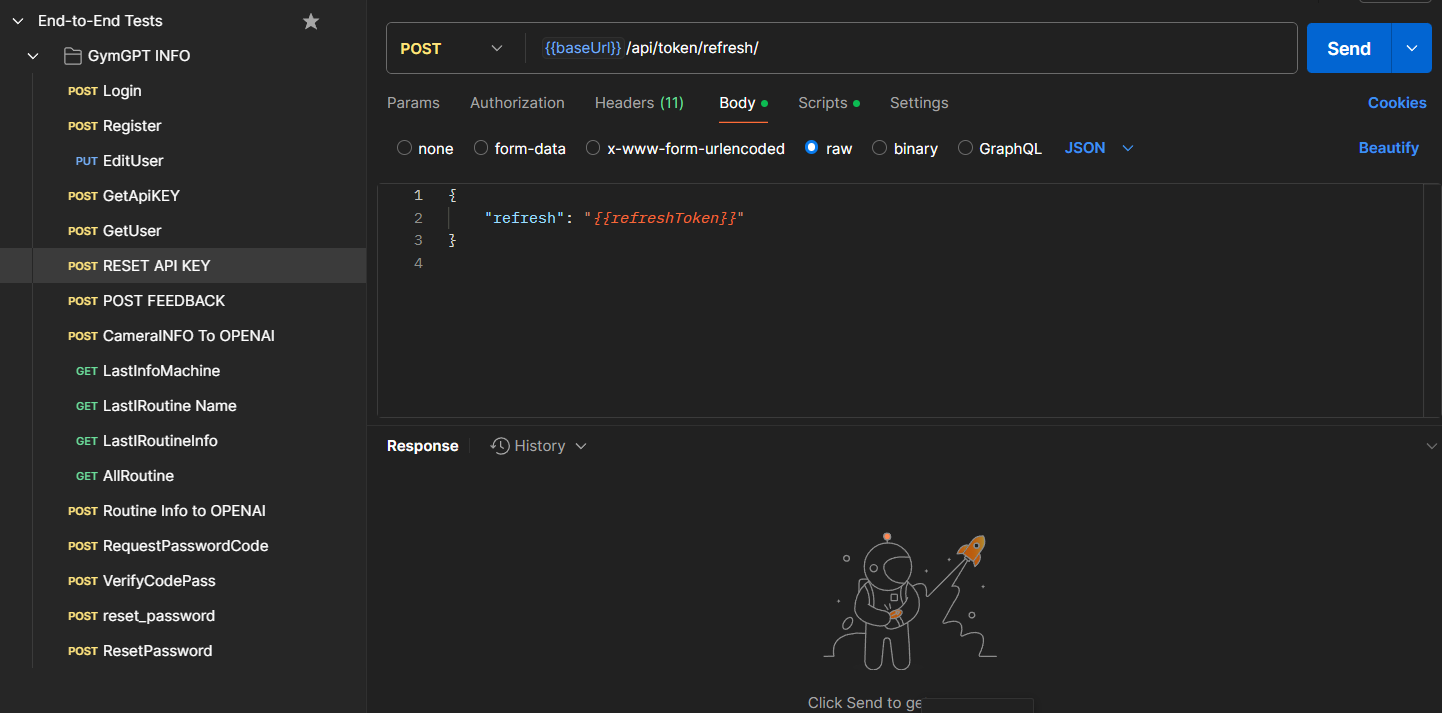 End-to-End Tests
GymGPT INFO
POST Login
POST Register
PUT EditUser
POST GetApiKEY
POST GetUser
POST RESET API KEY
POST POST FEEDBACK
POST CameraINFO To OPENAI
GET LastInfoMachine
GET LastIRoutine Name
GET LastIRoutineInfo
GET AllRoutine
POST Routine Info to OPENAI
POST RequestPasswordCode
POST VerifyCodePass
POST reset_password
POST ResetPassword
POST {{baseUrl}} /api/token/refresh/ Send
Params Authorization Headers (11) Body Scripts Settings Cookies
none form-data x-www-form-urlencoded raw binary GraphQL JSON Beautify
1 {
2 "refresh": "{{refreshToken}}"
3 }
4
Response History
Click Send to ge